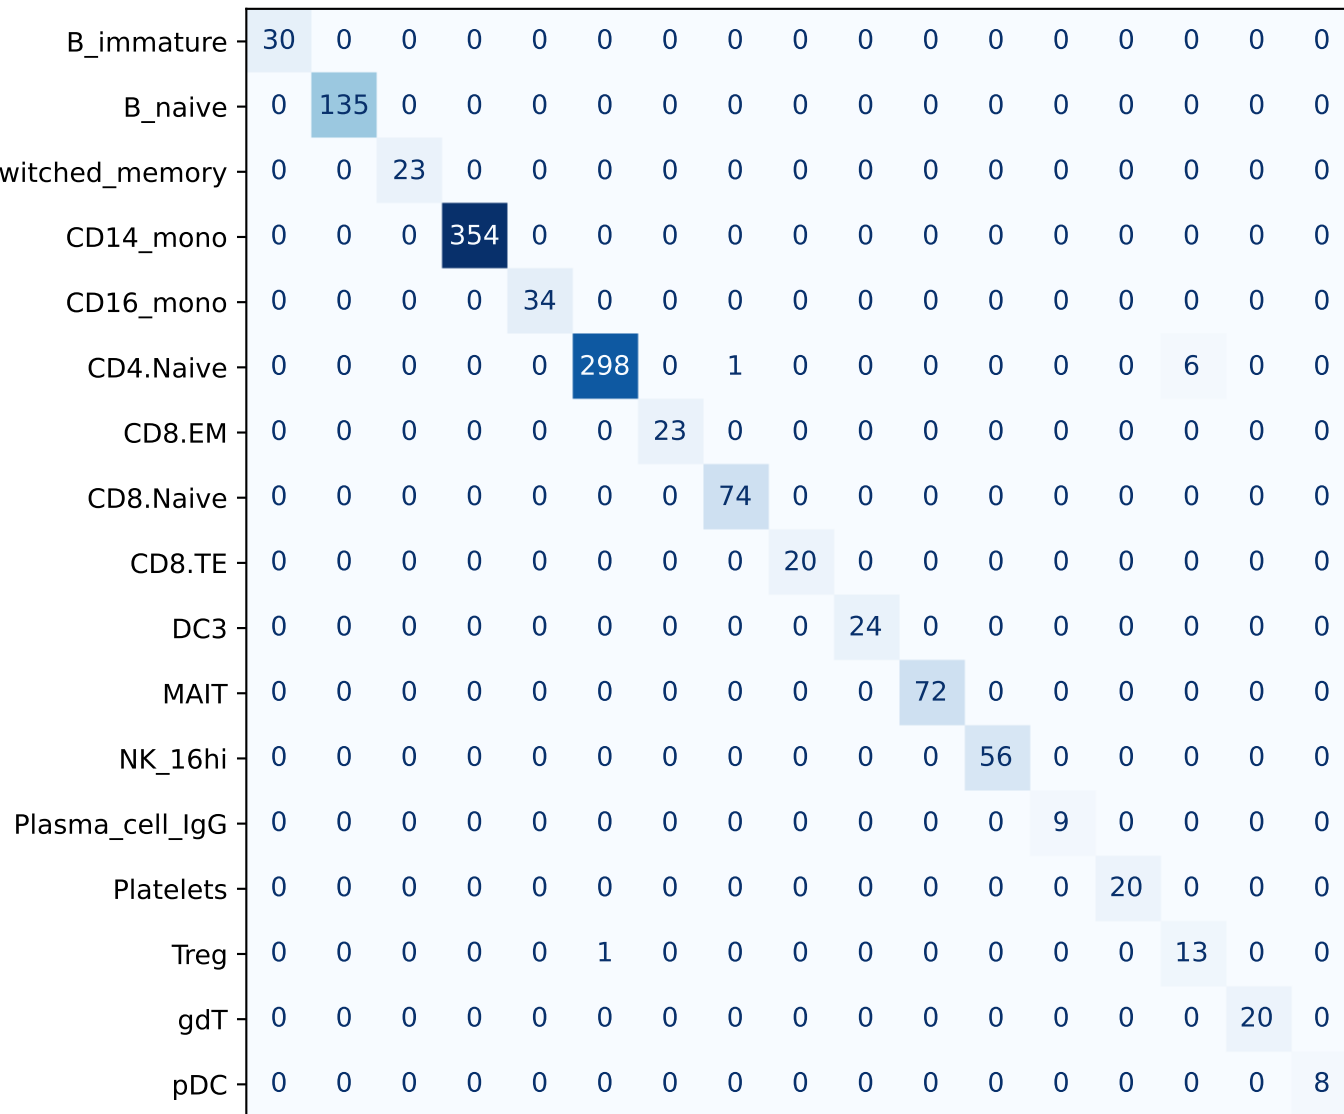 B_immature 30 0 0 0 0 0 0 0 0 0 0 0 0 0 0 0 0
B_naive 0 135 0 0 0 0 0 0 0 0 0 0 0 0 0 0 0
witched_memory 0 0 23 0 0 0 0 0 0 0 0 0 0 0 0 0 0
CD14_mono 0 0 0 354 0 0 0 0 0 0 0 0 0 0 0 0 0
CD16_mono 0 0 0 0 34 0 0 0 0 0 0 0 0 0 0 0 0
CD4.Naive 0 0 0 0 0 298 0 1 0 0 0 0 0 0 6 0 0
CD8.EM 0 0 0 0 0 0 23 0 0 0 0 0 0 0 0 0 0
CD8.Naive 0 0 0 0 0 0 0 74 0 0 0 0 0 0 0 0 0
CD8.TE 0 0 0 0 0 0 0 0 20 0 0 0 0 0 0 0 0
DC3 0 0 0 0 0 0 0 0 0 24 0 0 0 0 0 0 0
MAIT 0 0 0 0 0 0 0 0 0 0 72 0 0 0 0 0 0
NK_16hi 0 0 0 0 0 0 0 0 0 0 0 56 0 0 0 0 0
Plasma_cell_IgG 0 0 0 0 0 0 0 0 0 0 0 0 9 0 0 0 0
Platelets 0 0 0 0 0 0 0 0 0 0 0 0 0 20 0 0 0
Treg 0 0 0 0 0 1 0 0 0 0 0 0 0 0 13 0 0
gdT 0 0 0 0 0 0 0 0 0 0 0 0 0 0 0 20 0
pDC 0 0 0 0 0 0 0 0 0 0 0 0 0 0 0 0 8